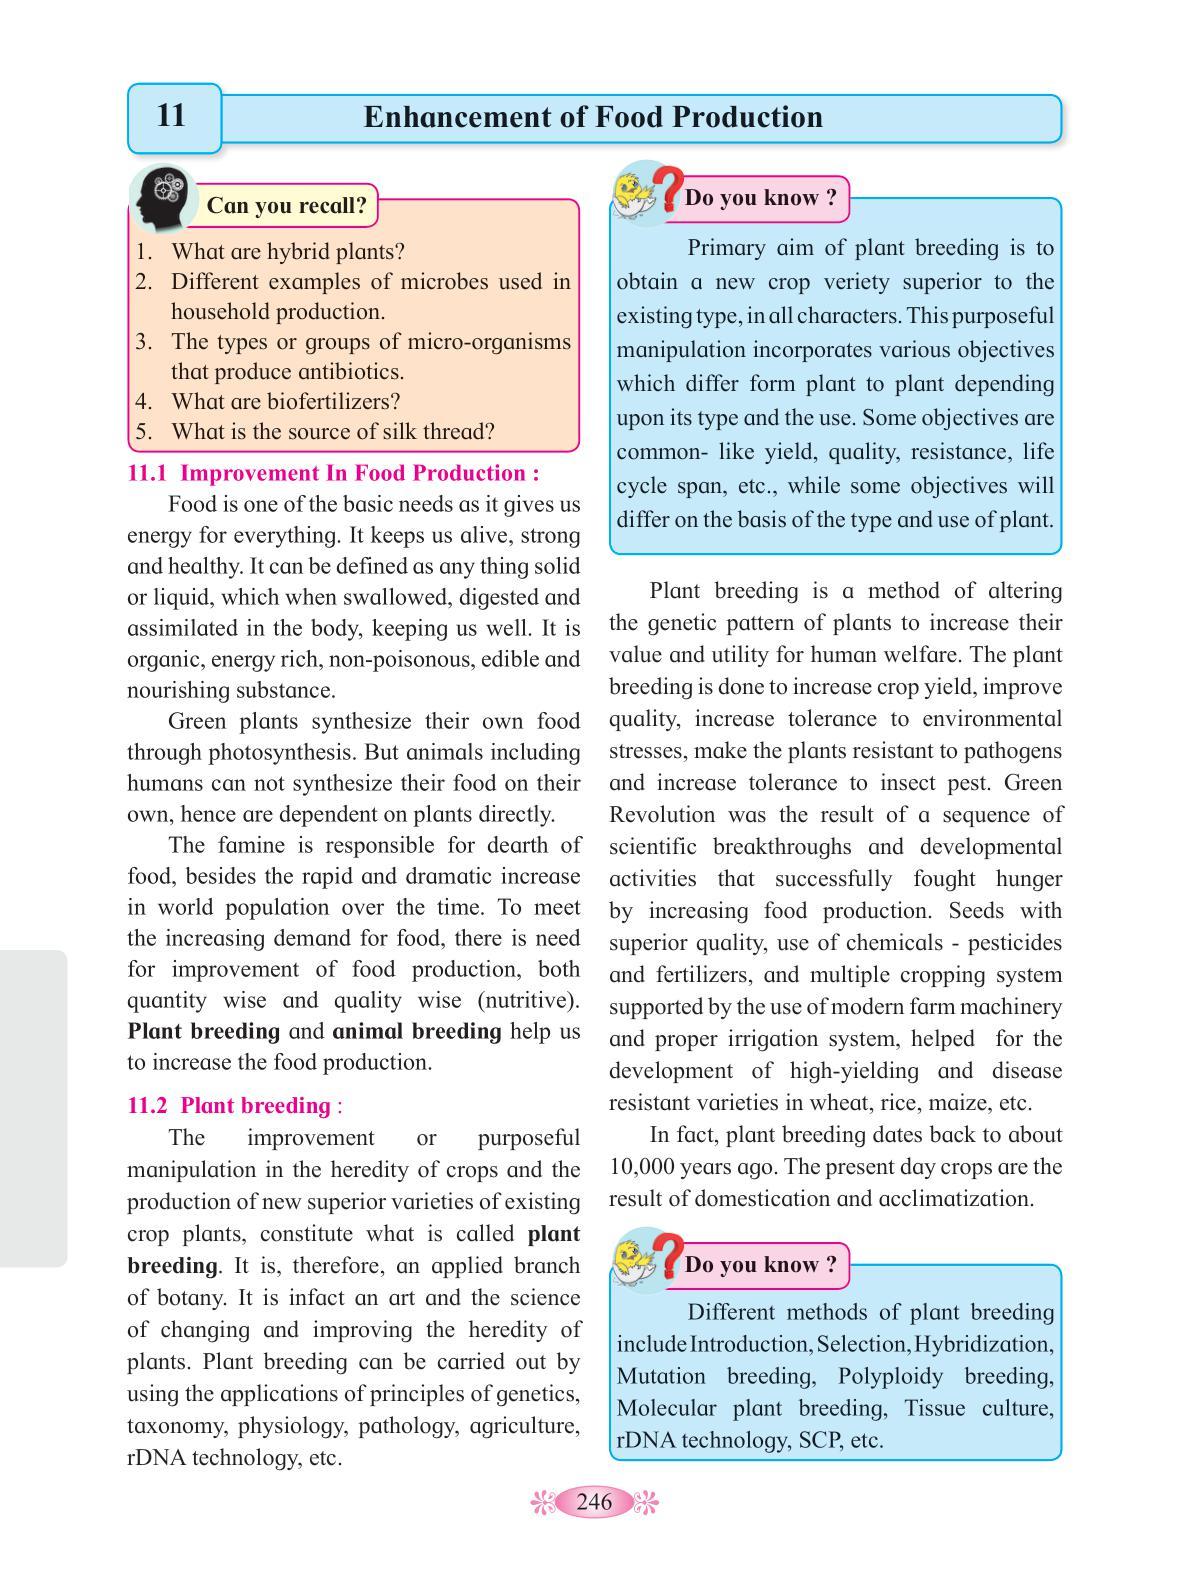 11
Enhancement of Food Production
Can you recall?
1. What are hybrid plants?
2. Different examples of microbes used in
household production.
3. The types or groups of micro-organisms
that produce antibiotics.
4. What are biofertilizers?
5. What is the source of silk thread?
11.1 Improvement In Food Production :
Food is one of the basic needs as it gives us
energy for everything. It keeps us alive, strong
and healthy. It can be defined as any thing solid
or liquid, which when swallowed, digested and
assimilated in the body, keeping us well. It is
organic, energy rich, non-poisonous, edible and
nourishing substance.
Green plants synthesize their own food
through photosynthesis. But animals including
humans can not synthesize their food on their
own, hence are dependent on plants directly.
The famine is responsible for dearth of
food, besides the rapid and dramatic increase
in world population over the time. To meet
the increasing demand for food, there is need
for improvement of food production, both
quantity wise and quality wise (nutritive).
Plant breeding and animal breeding help us
to increase the food production.
11.2 Plant breeding :
The improvement or purposeful
manipulation in the heredity of crops and the
production of new superior varieties of existing
crop plants, constitute what is called plant
breeding. It is, therefore, an applied branch
of botany. It is infact an art and the science
of changing and improving the heredity of
plants. Plant breeding can be carried out by
using the applications of principles of genetics,
taxonomy, physiology, pathology, agriculture,
rDNA technology, etc.
Do you know ?
Primary aim of plant breeding is to
obtain a new crop veriety superior to the
existing type, in all characters. This purposeful
manipulation incorporates various objectives
which differ form plant to plant depending
upon its type and the use. Some objectives are
common- like yield, quality, resistance, life
cycle span, etc., while some objectives will
differ on the basis of the type and use of plant.
Plant breeding is a method of altering
the genetic pattern of plants to increase their
value and utility for human welfare. The plant
breeding is done to increase crop yield, improve
quality, increase tolerance to environmental
stresses, make the plants resistant to pathogens
and increase tolerance to insect pest. Green
Revolution was the result of a sequence of
scientific breakthroughs and developmental
activities that successfully fought hunger
by increasing food production. Seeds with
superior quality, use of chemicals - pesticides
and fertilizers, and multiple cropping system
supported by the use of modern farm machinery
and proper irrigation system, helped for the
development of high-yielding and disease
resistant varieties in wheat, rice, maize, etc.
In fact, plant breeding dates back to about
10,000 years ago. The present day crops are the
result of domestication and acclimatization.
Do you know ?
Different methods of plant breeding
include Introduction, Selection, Hybridization,
Mutation breeding, Polyploidy breeding,
Molecular plant breeding, Tissue culture,
rDNA technology, SCP, etc.
246